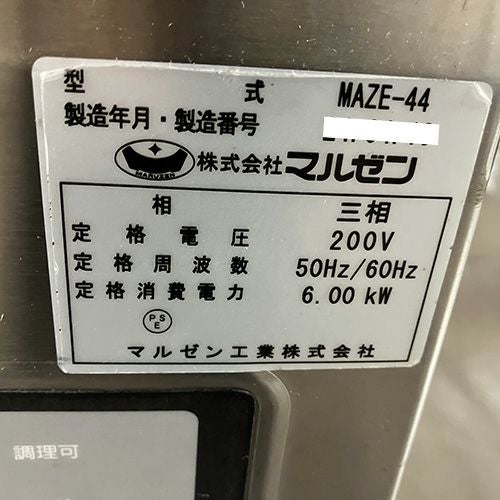 型 式 MAZE-44
製造年月・製造番号
MARUZEN 株式会社マルゼン
相 三相
定格電圧 200V
定格周波数 50Hz/60Hz
定格消費電力 6.00 kW
PSE
マルゼン工業株式会社
調理可